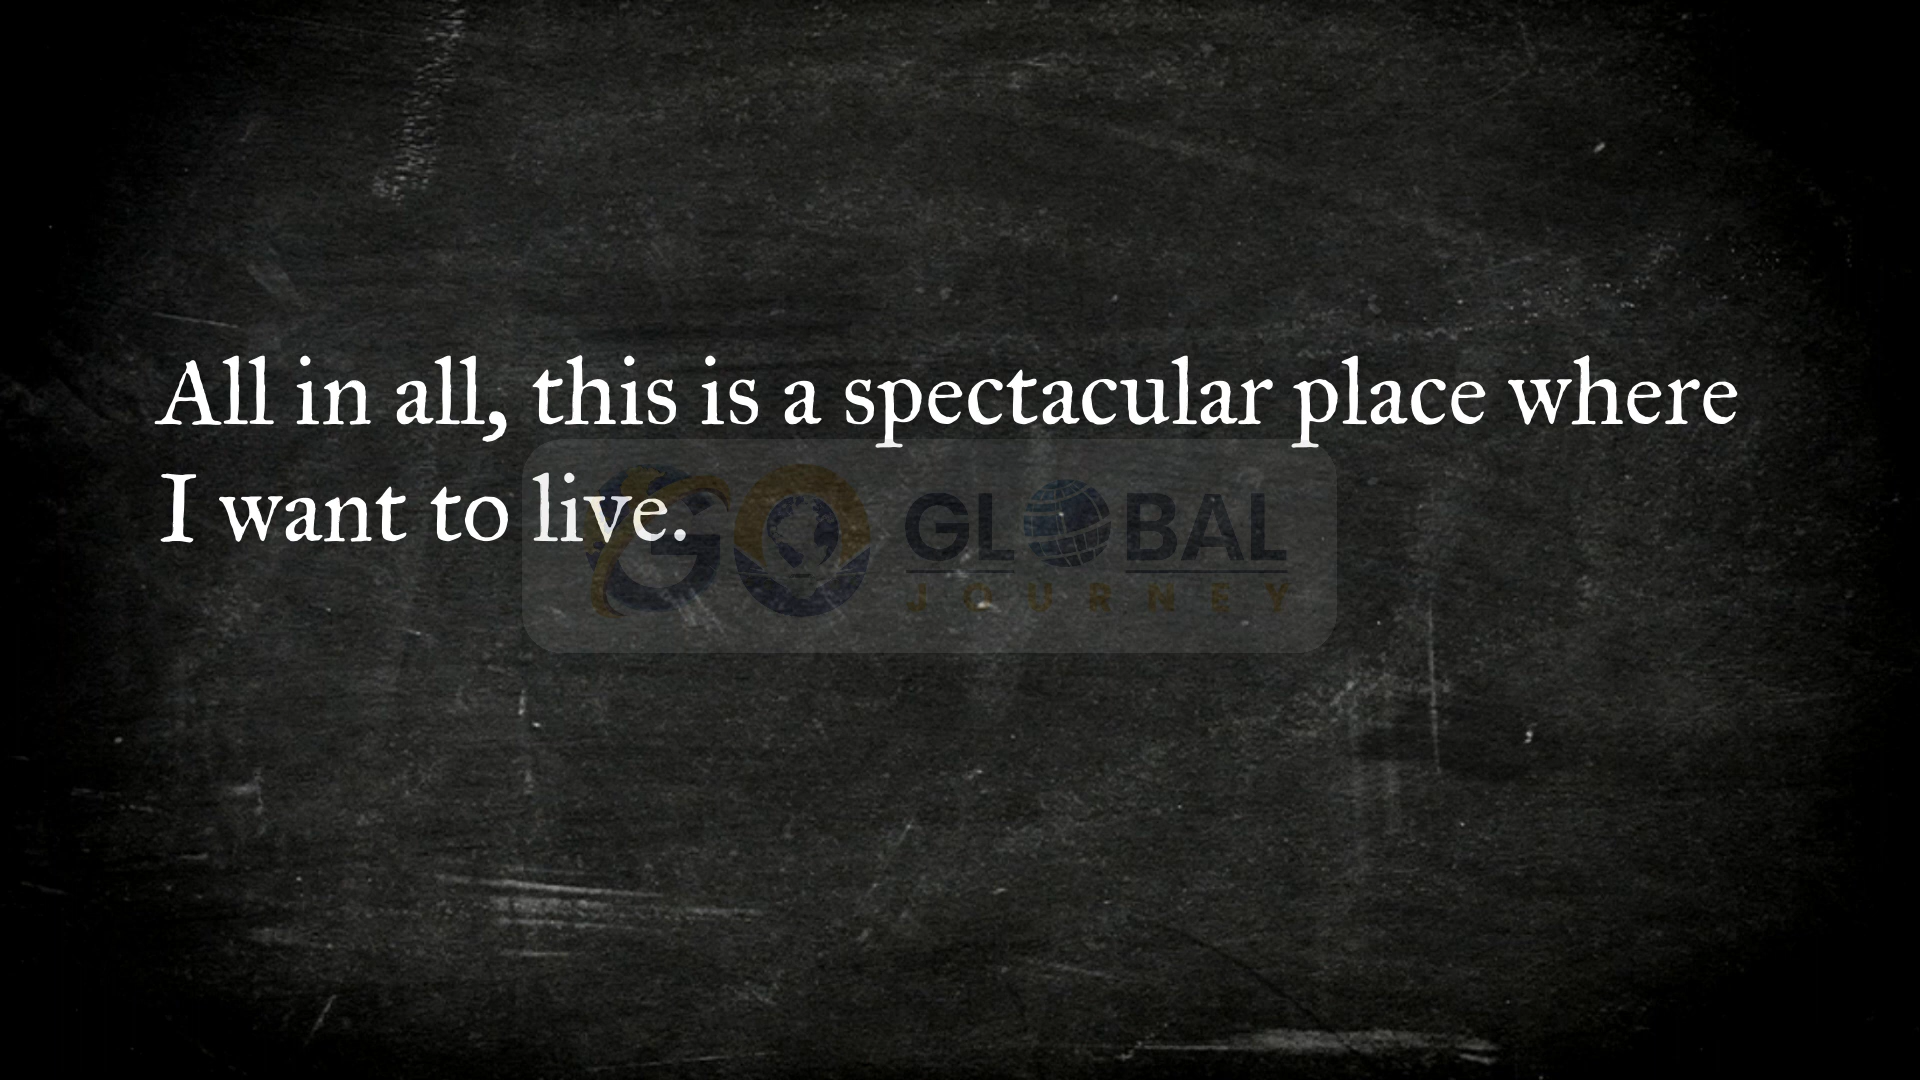 All in all, this is a spectacular place where
I want to live.
GO GLOBAL
JOURNEY